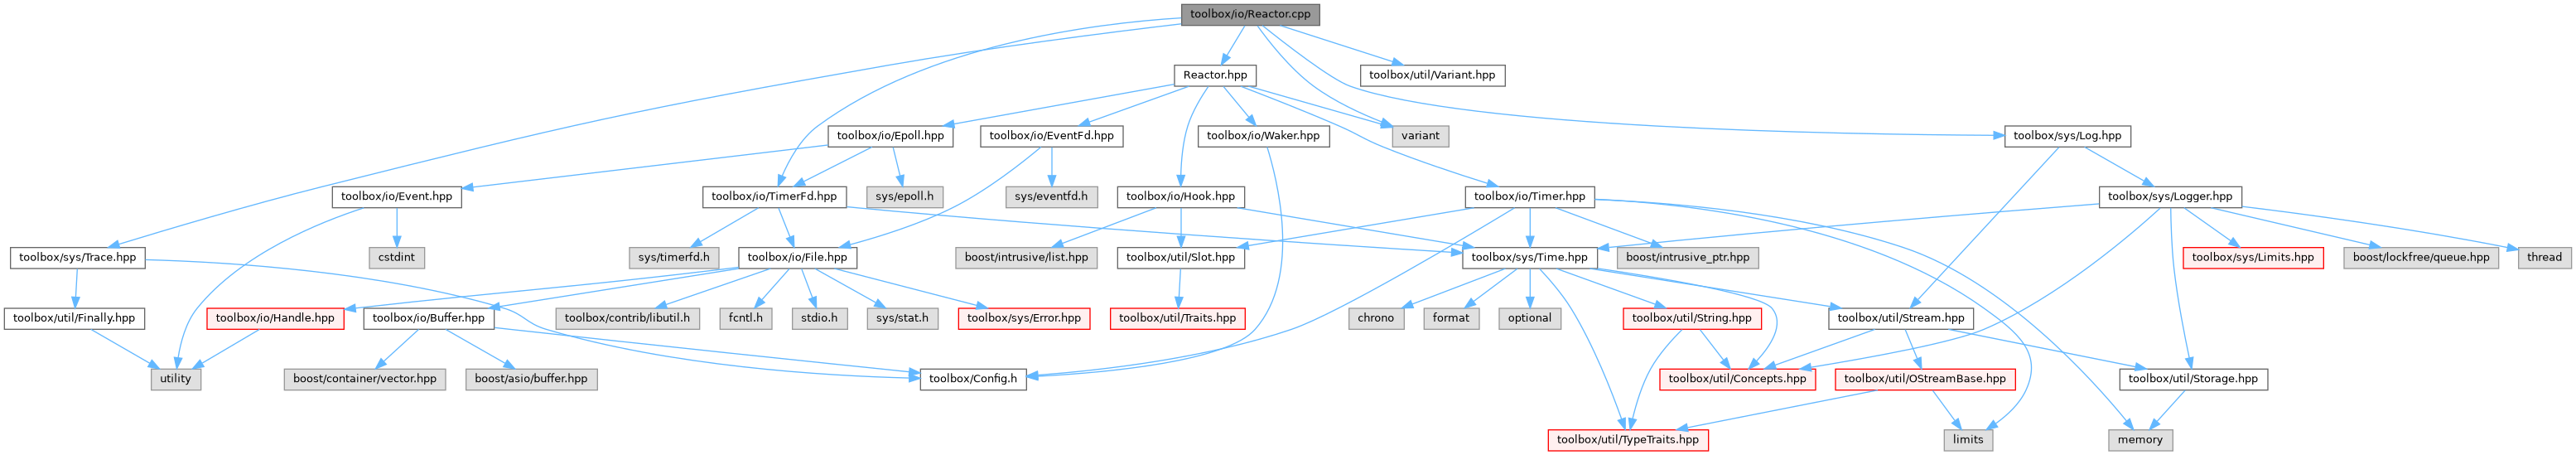 toolbox/io/Reactor.cpp
Reactor.hpp
toolbox/util/Variant.hpp
toolbox/io/Epoll.hpp
toolbox/io/EventFd.hpp
toolbox/io/Waker.hpp
variant
toolbox/sys/Log.hpp
toolbox/io/Event.hpp
toolbox/io/TimerFd.hpp
sys/epoll.h
sys/eventfd.h
toolbox/io/Hook.hpp
toolbox/io/Timer.hpp
toolbox/sys/Logger.hpp
toolbox/sys/Trace.hpp
cstdint
sys/timerfd.h
toolbox/io/File.hpp
boost/intrusive/list.hpp
toolbox/util/Slot.hpp
toolbox/sys/Time.hpp
boost/intrusive_ptr.hpp
toolbox/sys/Limits.hpp
boost/lockfree/queue.hpp
thread
toolbox/util/Finally.hpp
toolbox/io/Handle.hpp
toolbox/io/Buffer.hpp
toolbox/contrib/libutil.h
fcntl.h
stdio.h
sys/stat.h
toolbox/sys/Error.hpp
toolbox/util/Traits.hpp
chrono
format
optional
toolbox/util/String.hpp
toolbox/util/Stream.hpp
utility
boost/container/vector.hpp
boost/asio/buffer.hpp
toolbox/Config.h
toolbox/util/Concepts.hpp
toolbox/util/OStreamBase.hpp
toolbox/util/Storage.hpp
toolbox/util/TypeTraits.hpp
limits
memory